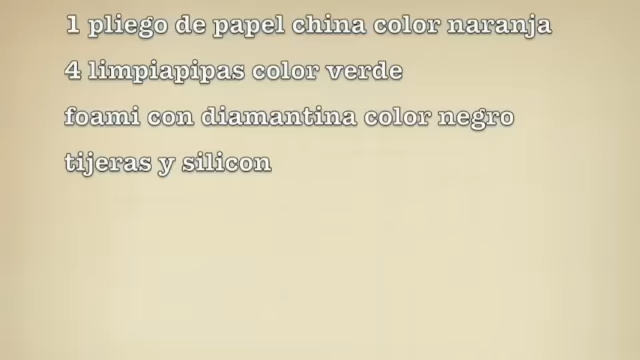 1 pliego de papel china color naranja
4 limpiapipas color verde
foami con diamantina color negro
tijeras y silicon